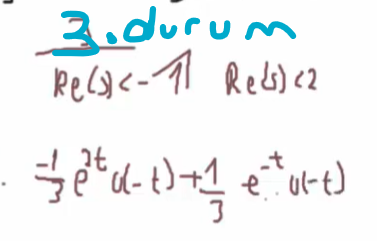 3.durum
Re(s)<-1 Re(s)<2
-1/3 e^2t u(-t)+1/3 e^-t u(-t)